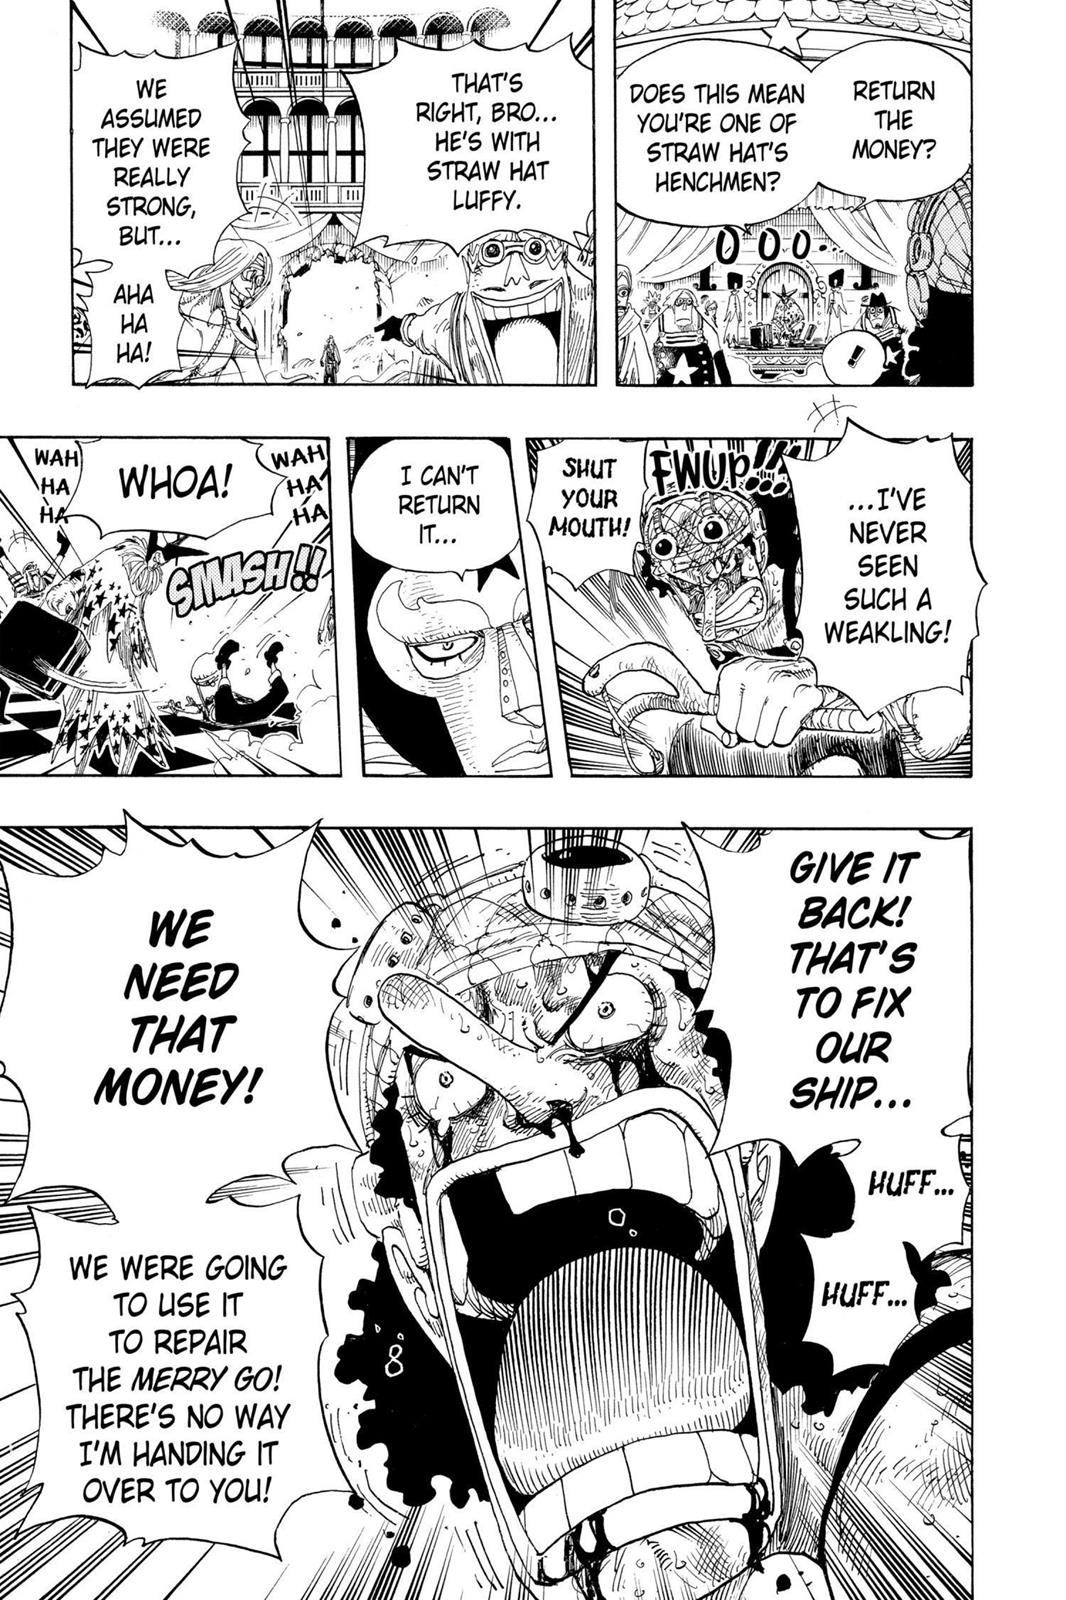 RETURN
THE
MONEY?
DOES THIS MEAN
YOU'RE ONE OF
STRAW HAT'S
HENCHMEN?
OOO...
!
THAT'S
RIGHT, BRO...
HE'S WITH
STRAW HAT
LUFFY.
WE
ASSUMED
THEY WERE
REALLY
STRONG,
BUT...
AHA
HA
HA!
...I'VE
NEVER
SEEN
SUCH A
WEAKLING!
FWUP!!!
SHUT
YOUR
MOUTH!
I CAN'T
RETURN
IT...
WAH
HA
HA
WHOA!
SMASH!!
WAH
HA
HA
GIVE IT
BACK!
THAT'S
TO FIX
OUR
SHIP...
HUFF...
HUFF...
WE
NEED
THAT
MONEY!
WE WERE GOING
TO USE IT
TO REPAIR
THE MERRY GO!
THERE'S NO WAY
I'M HANDING IT
OVER TO YOU!